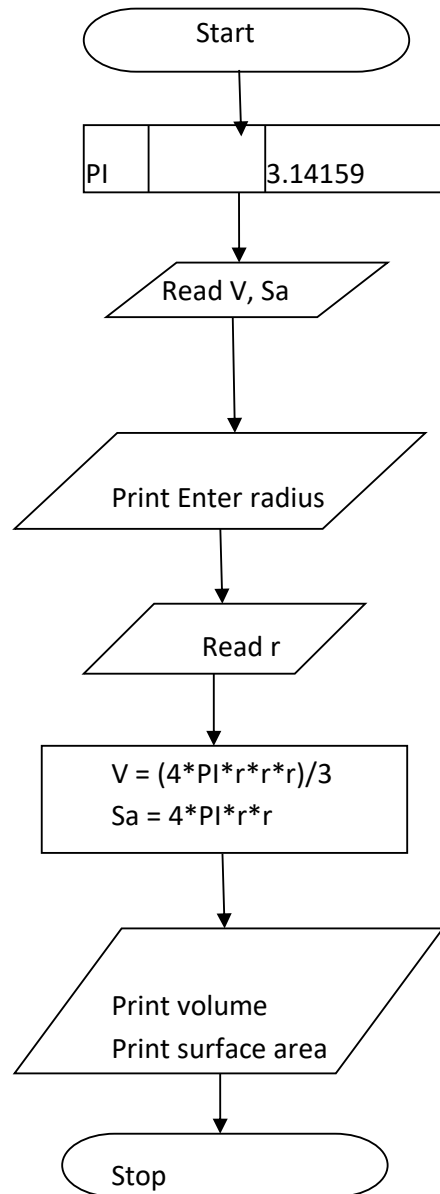 Start
PI 3.14159
Read V, Sa
Print Enter radius
Read r
V = (4*PI*r*r*r)/3
Sa = 4*PI*r*r
Print volume
Print surface area
Stop